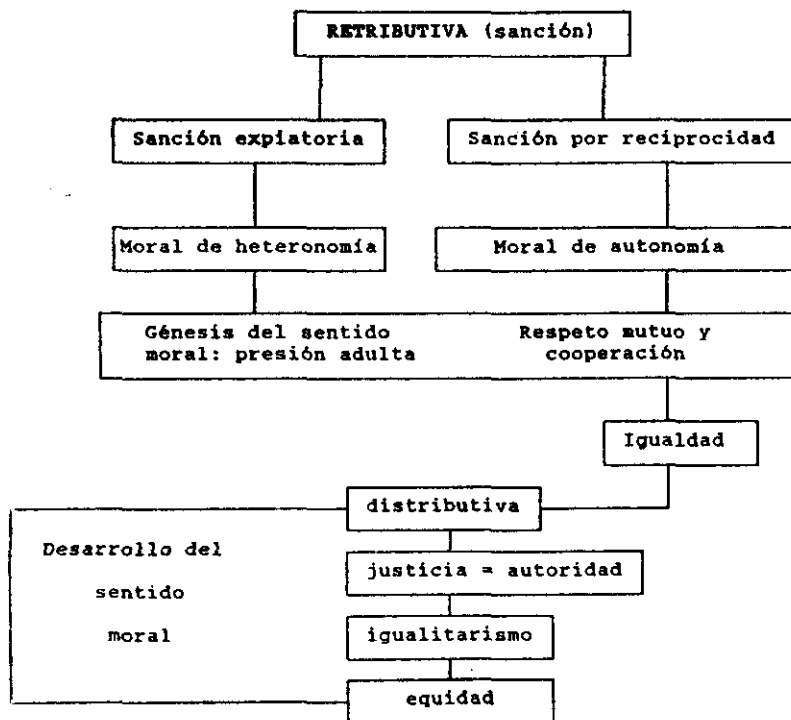 RETRIBUTIVA (sanción)
Sanción expiatoria
Sanción por reciprocidad
Moral de heteronomía
Moral de autonomía
Génesis del sentido
moral: presión adulta
Respeto mutuo y
cooperación
Igualdad
distributiva
Desarrollo del
sentido
moral
justicia = autoridad
igualitarismo
equidad